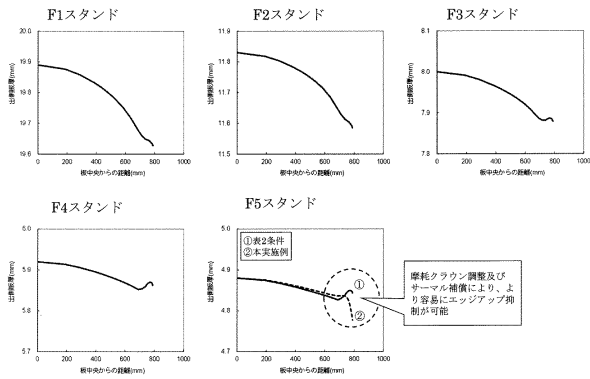 F1スタンド
20.0
19.9
19.8
19.7
19.6
出側板厚(mm)
0
200
400
600
800
1000
板中央からの距離(mm)
F2スタンド
11.9
11.8
11.7
11.6
11.5
出側板厚(mm)
0
200
400
600
800
1000
板中央からの距離(mm)
F3スタンド
8.1
8.0
7.9
7.8
出側板厚(mm)
0
200
400
600
800
1000
板中央からの距離(mm)
F4スタンド
6.0
5.9
5.8
5.7
出側板厚(mm)
0
200
400
600
800
1000
板中央からの距離(mm)
F5スタンド
5.0
4.9
4.8
4.7
出側板厚(mm)
①表2条件
②本実施例
①
②
0
200
400
600
800
1000
板中央からの距離(mm)
摩耗クラウン調整及び
サーマル補償により、よ
り容易にエッジアップ抑
制が可能